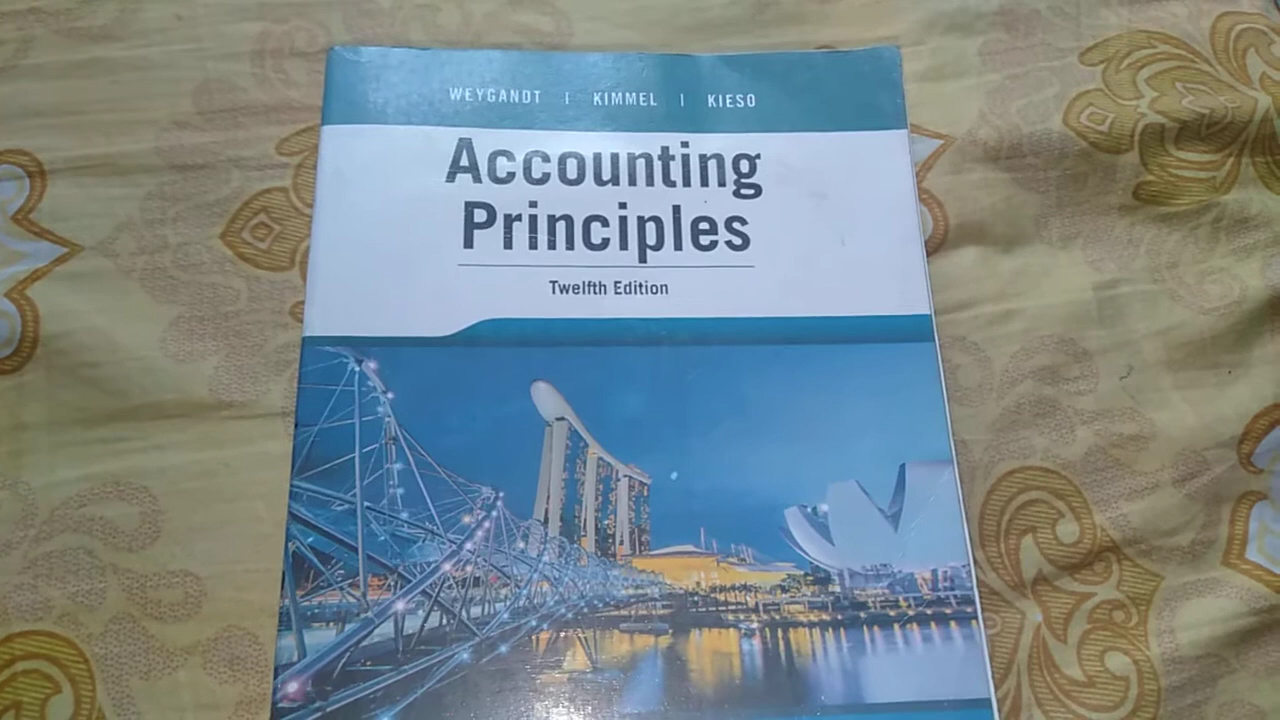 WEYGANDT | KIMMEL | KIESO
Accounting
Principles
Twelfth Edition